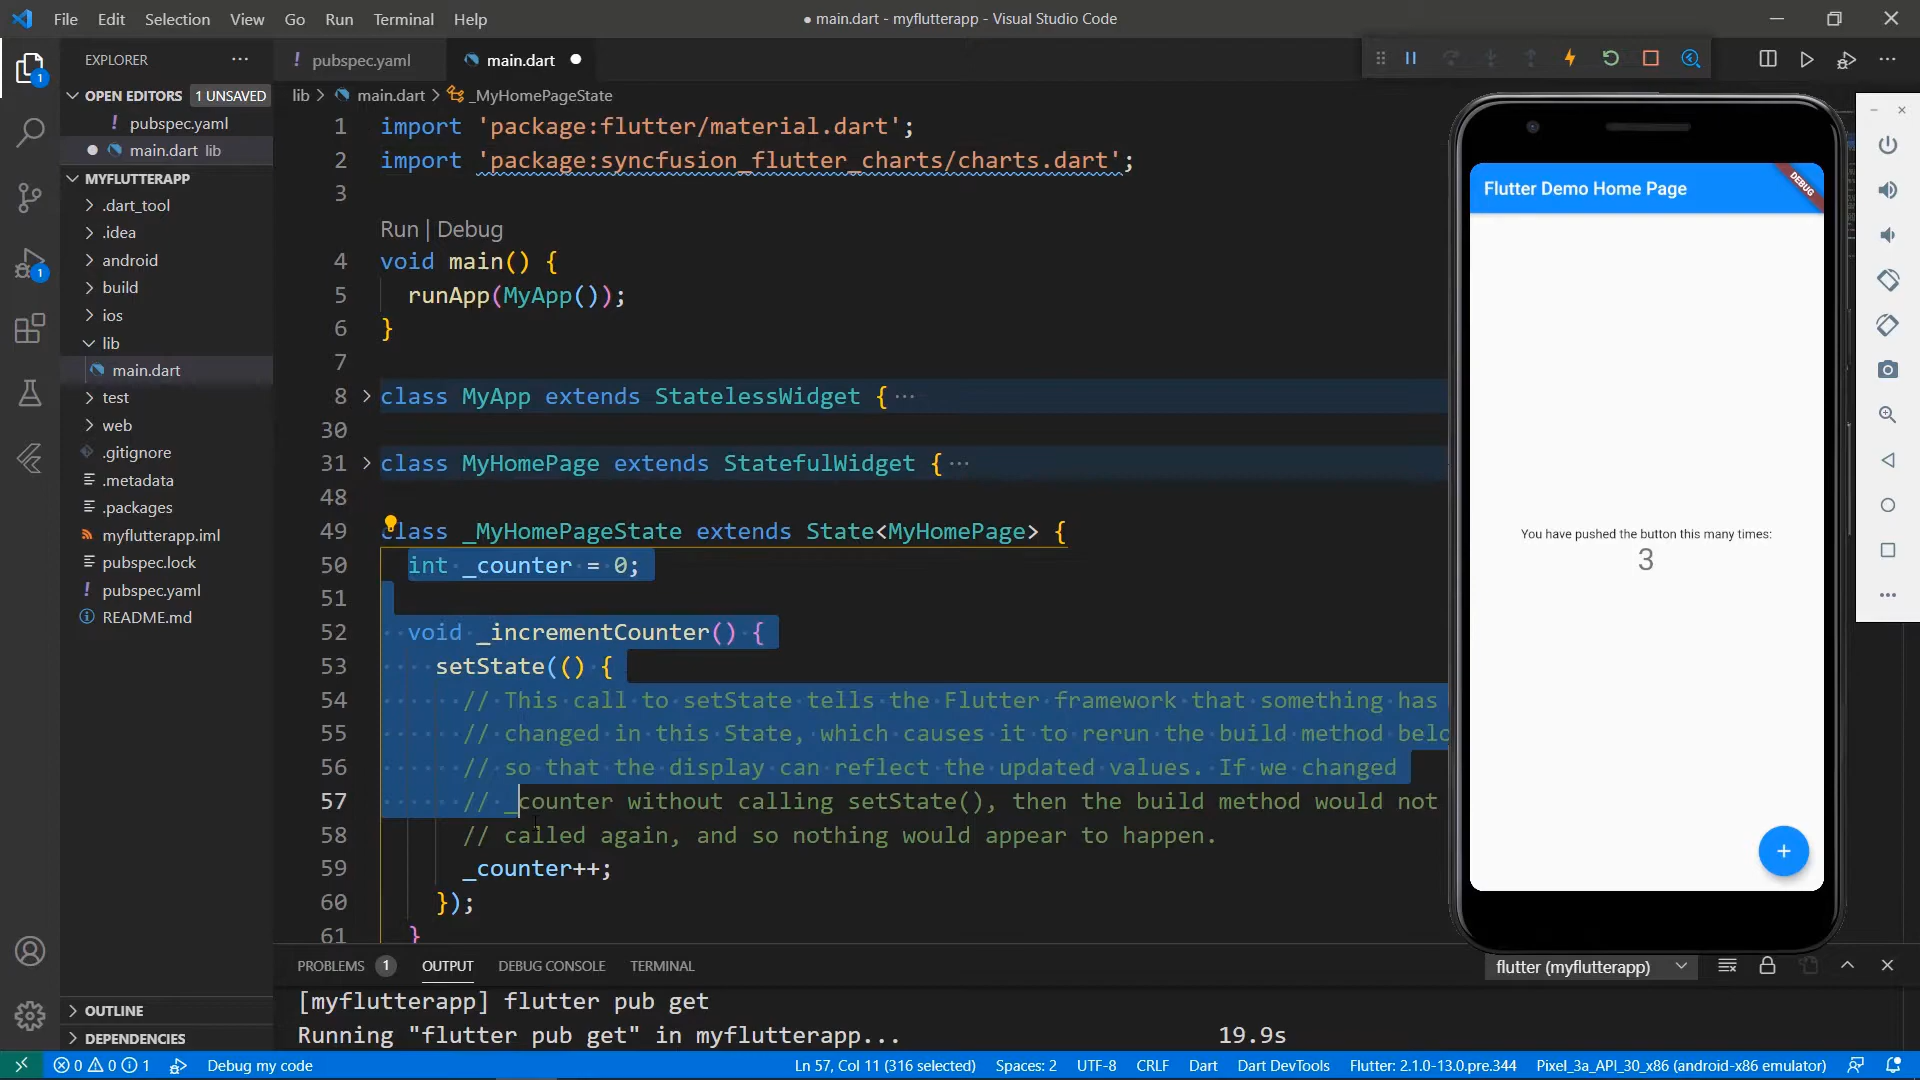 File Edit Selection View Go Run Terminal Help
● main.dart - myflutterapp - Visual Studio Code
EXPLORER
OPEN EDITORS 1 UNSAVED
! pubspec.yaml
main.dart lib
MYFLUTTERAPP
.dart_tool
.idea
android
build
ios
lib
main.dart
test
web
.gitignore
.metadata
.packages
myflutterapp.iml
pubspec.lock
! pubspec.yaml
README.md
OUTLINE
DEPENDENCIES
! pubspec.yaml
main.dart ●
lib > main.dart > _MyHomePageState
1 import 'package:flutter/material.dart';
2 import 'package:syncfusion_flutter_charts/charts.dart';
3
Run | Debug
4 void main() {
5 runApp(MyApp());
6 }
7
8 class MyApp extends StatelessWidget {···
30
31 class MyHomePage extends StatefulWidget {···
48
49 class _MyHomePageState extends State<MyHomePage> {
50 int _counter = 0;
51
52 void _incrementCounter() {
53 setState(() {
54 // This call to setState tells the Flutter framework that something has
55 // changed in this State, which causes it to rerun the build method belo
56 // so that the display can reflect the updated values. If we changed
57 // _counter without calling setState(), then the build method would not
58 // called again, and so nothing would appear to happen.
59 _counter++;
60 });
61 }
Flutter Demo Home Page
DEBUG
You have pushed the button this many times:
3
+
PROBLEMS 1 OUTPUT DEBUG CONSOLE TERMINAL
flutter (myflutterapp)
[myflutterapp] flutter pub get
Running "flutter pub get" in myflutterapp... 19.9s
0 0 1 Debug my code
Ln 57, Col 11 (316 selected) Spaces: 2 UTF-8 CRLF Dart Dart DevTools Flutter: 2.1.0-13.0.pre.344 Pixel_3a_API_30_x86 (android-x86 emulator)
1
1